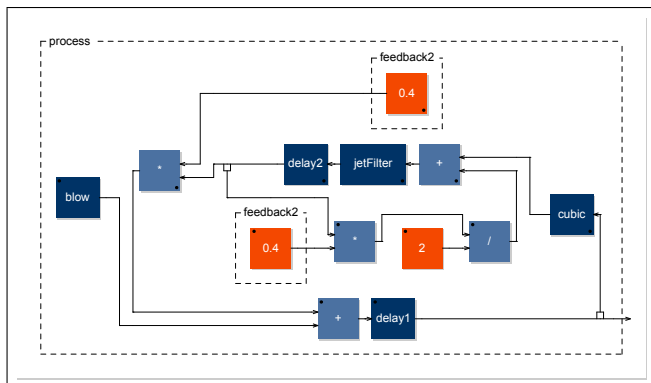 process
feedback2
0.4
*
delay2
jetFilter
+
blow
cubic
feedback2
0.4
*
2
/
+
delay1